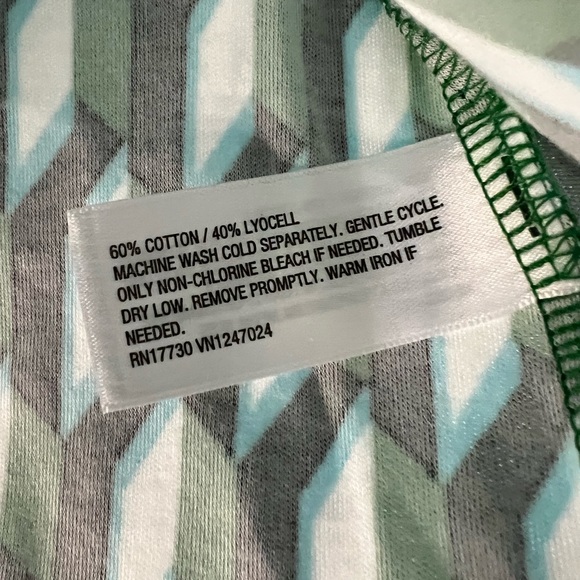 60% COTTON / 40% LYOCELL
MACHINE WASH COLD SEPARATELY. GENTLE CYCLE.
ONLY NON-CHLORINE BLEACH IF NEEDED. TUMBLE
DRY LOW. REMOVE PROMPTLY. WARM IRON IF
NEEDED.
RN17730 VN1247024